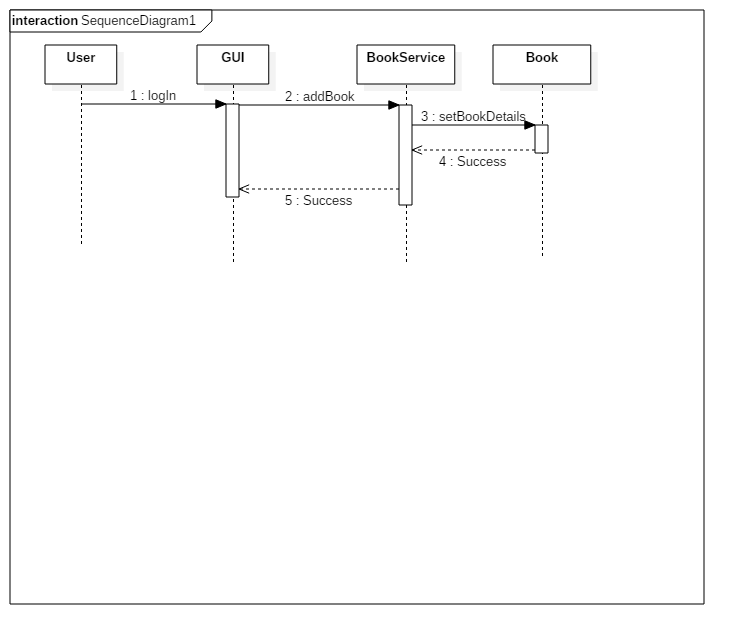 interaction SequenceDiagram1
User
GUI
BookService
Book
1 : logIn
2 : addBook
3 : setBookDetails
4 : Success
5 : Success